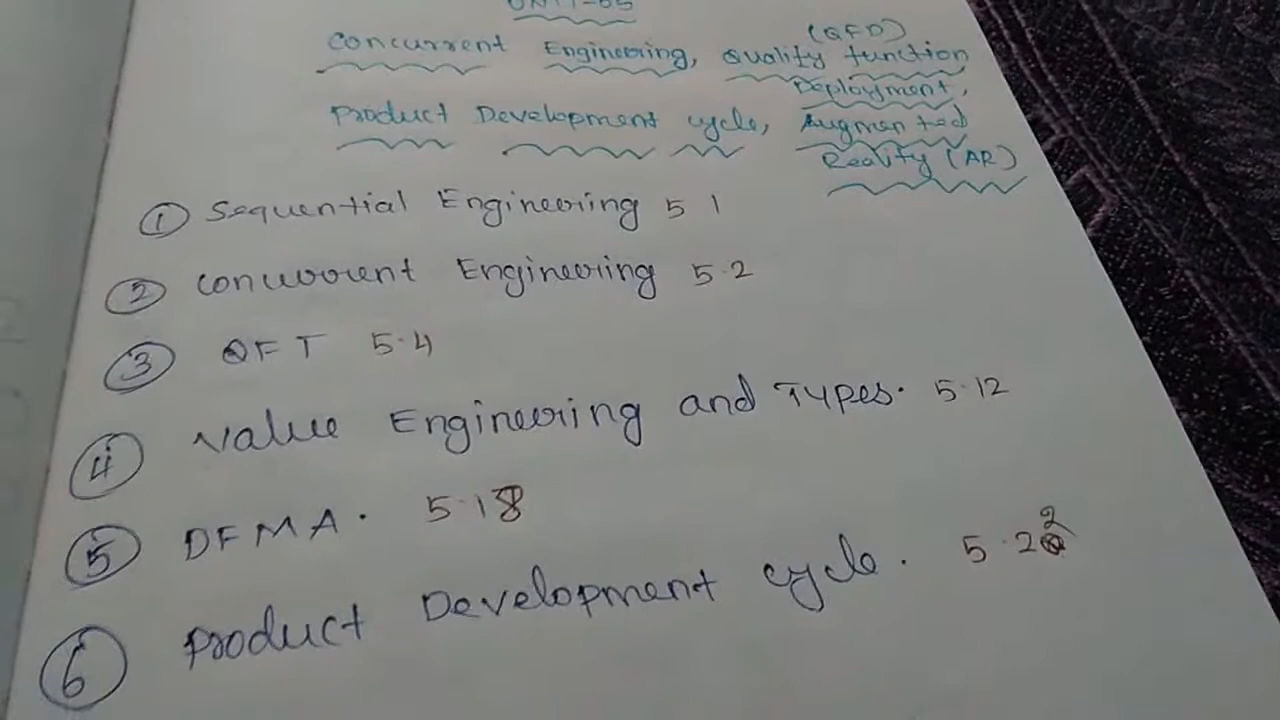 UNIT-05
(QFD)
Concurrent Engineering, Quality function
Deployment,
Product Development cycle, Augmented
Reality (AR)
① Sequential Engineering 5.1
② Concurrent Engineering 5.2
③ QFT 5.4
④ Value Engineering and Types. 5.12
⑤ DFMA. 5.18
⑥ Product Development cycle. 5.22